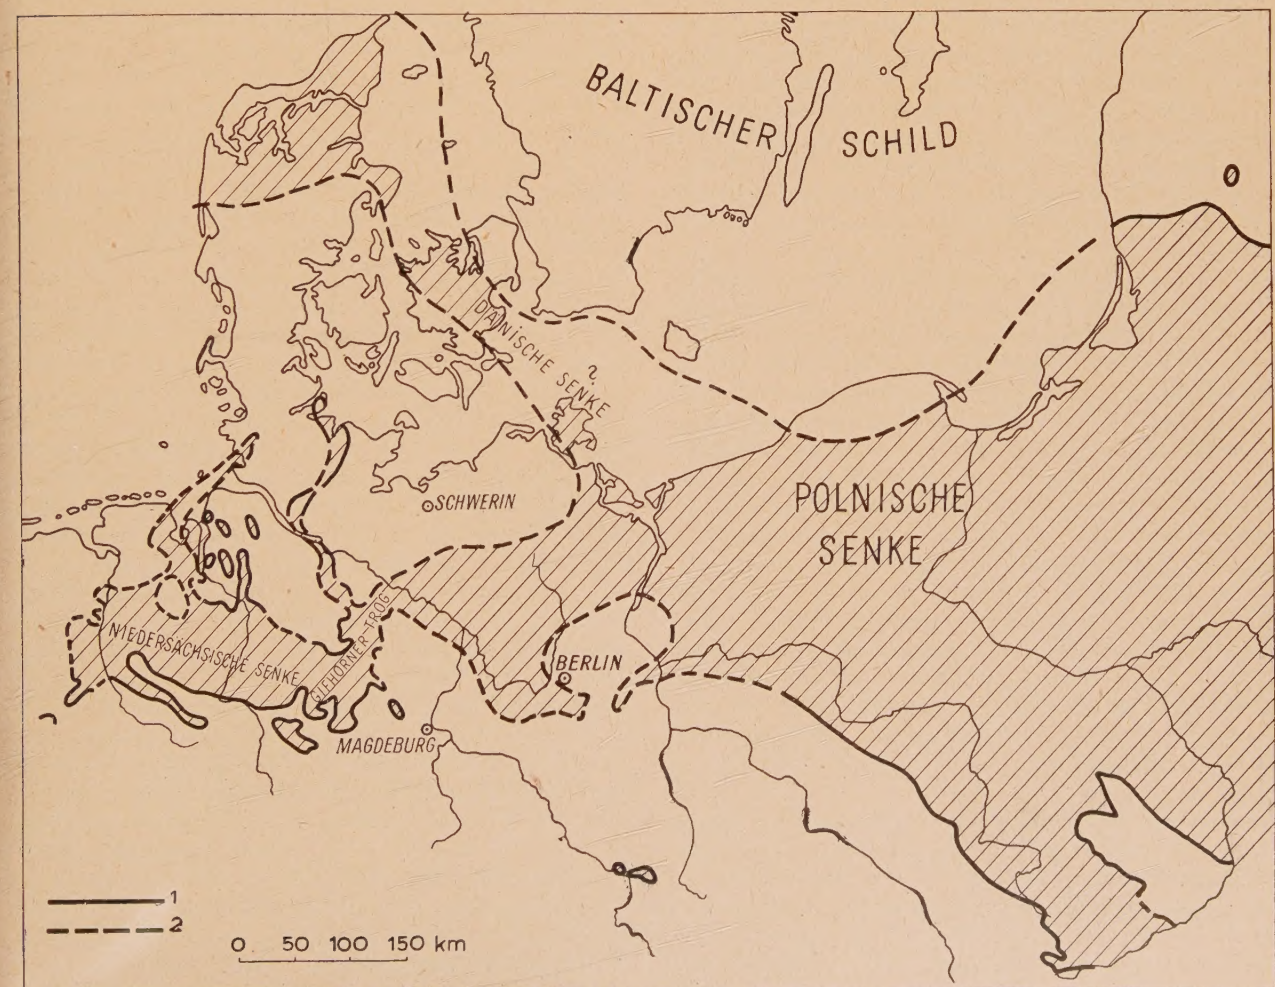 BALTISCHER SCHILD
DÄNISCHE SENKE
?
SCHWERIN
POLNISCHE
SENKE
NIEDERSÄCHSISCHE SENKE
GIFHORNER-TROG
BERLIN
MAGDEBURG
1
2
0 50 100 150 km